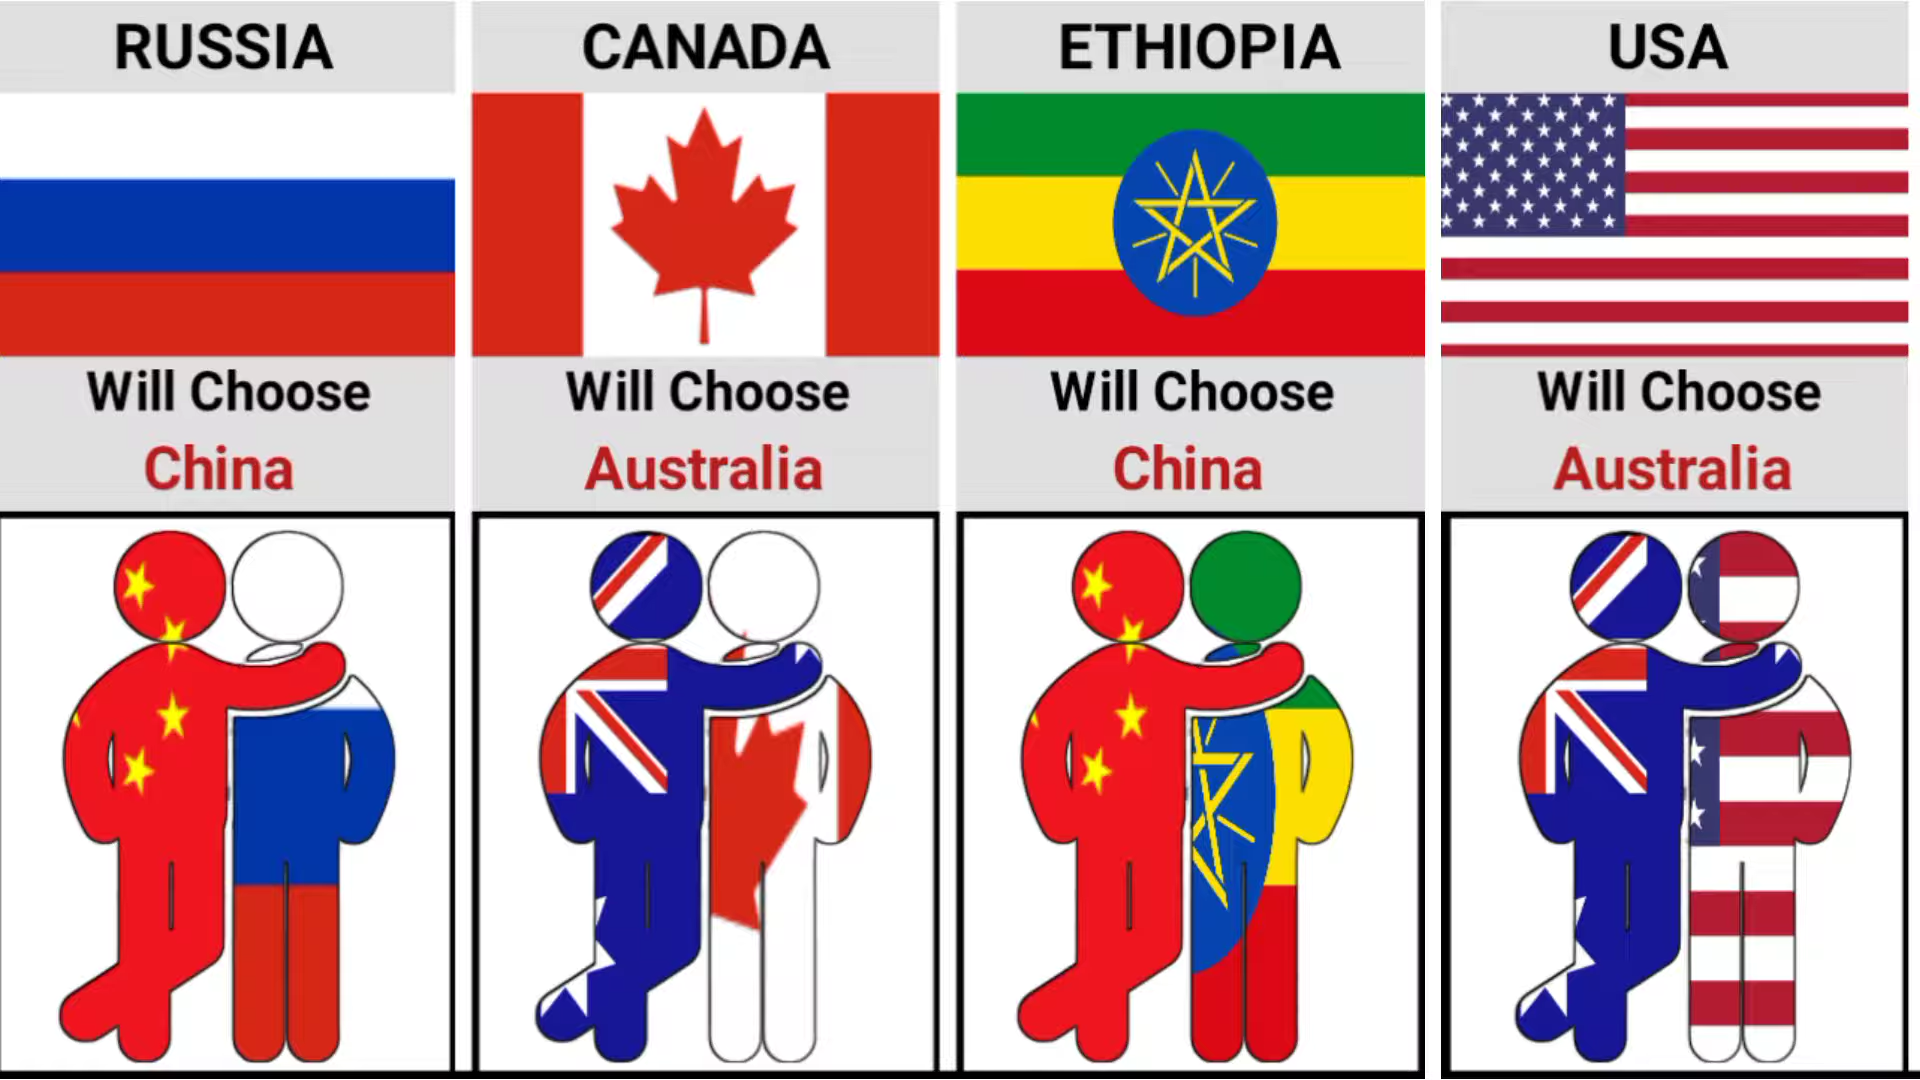 RUSSIA
Will Choose
China
CANADA
Will Choose
Australia
ETHIOPIA
Will Choose
China
USA
Will Choose
Australia